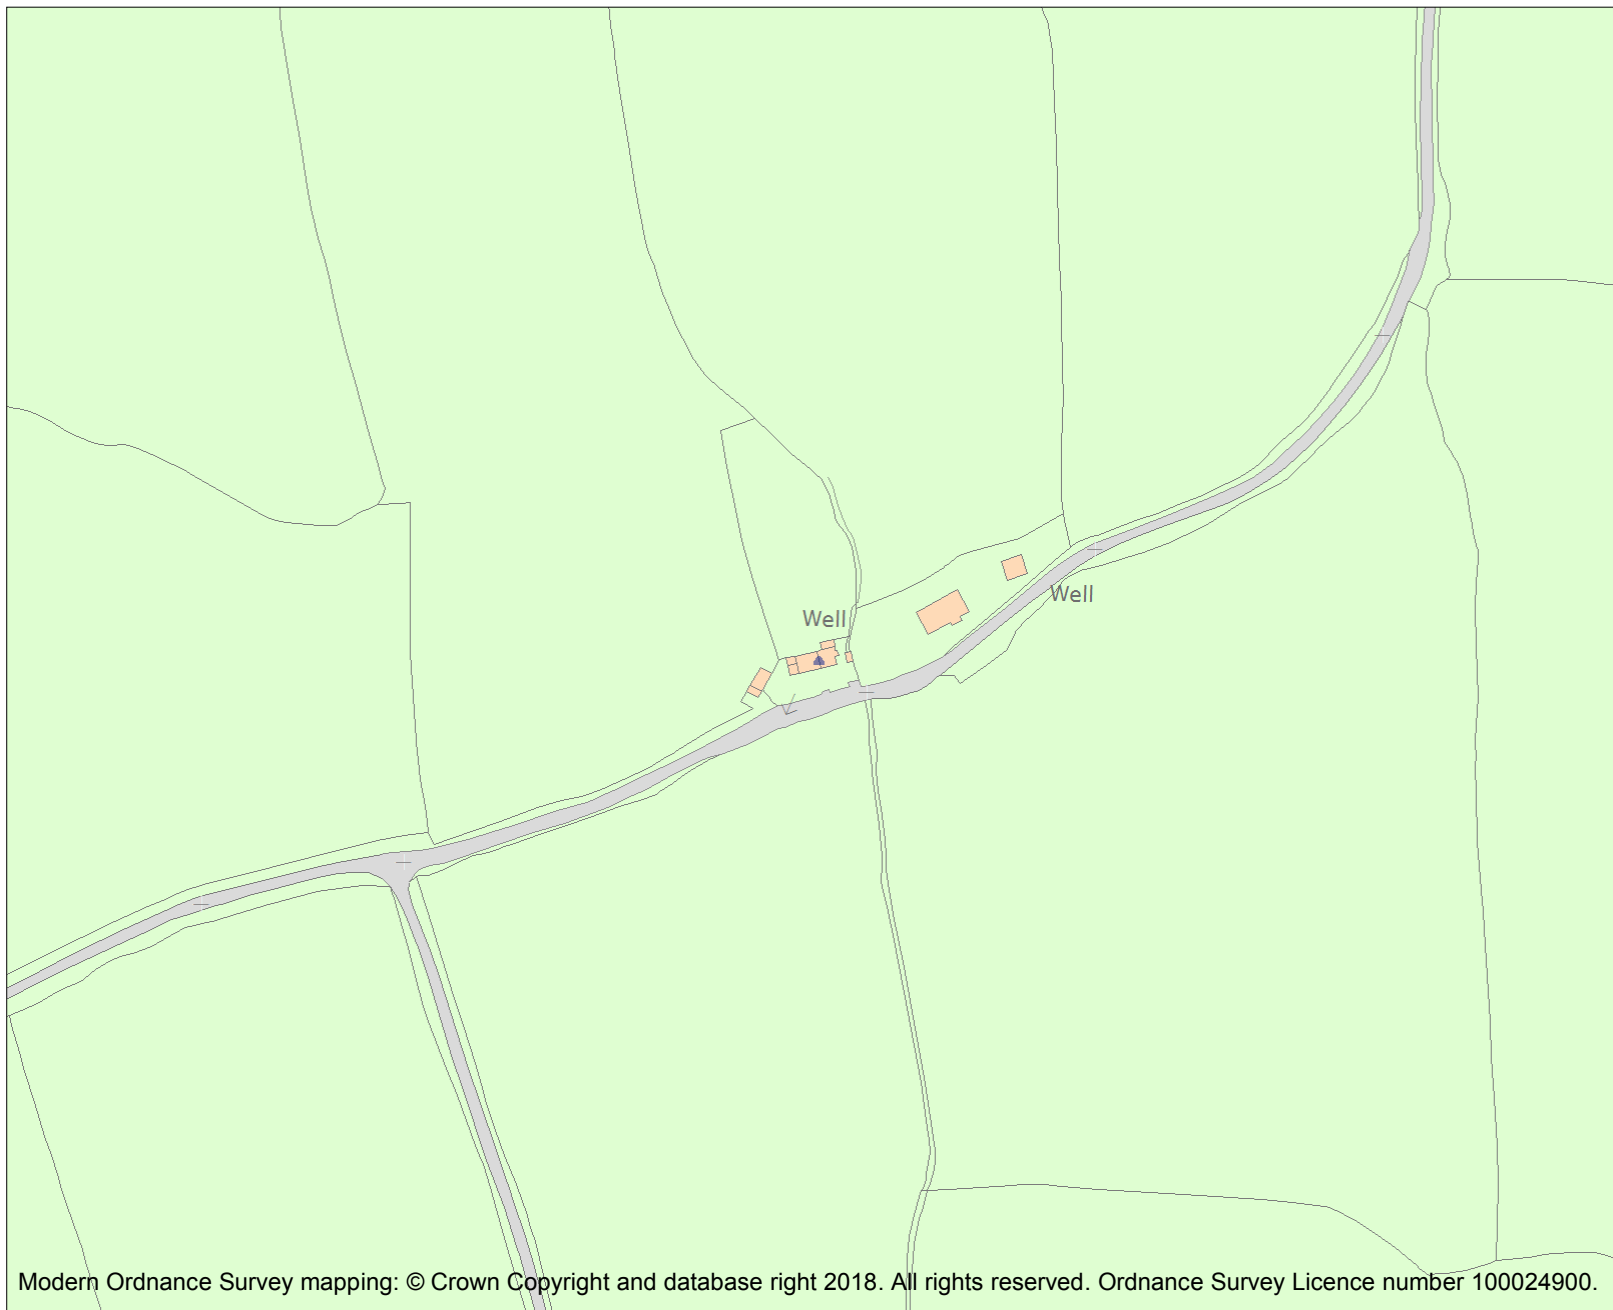 Well
Well
Modern Ordnance Survey mapping: © Crown Copyright and database right 2018. All rights reserved. Ordnance Survey Licence number 100024900.